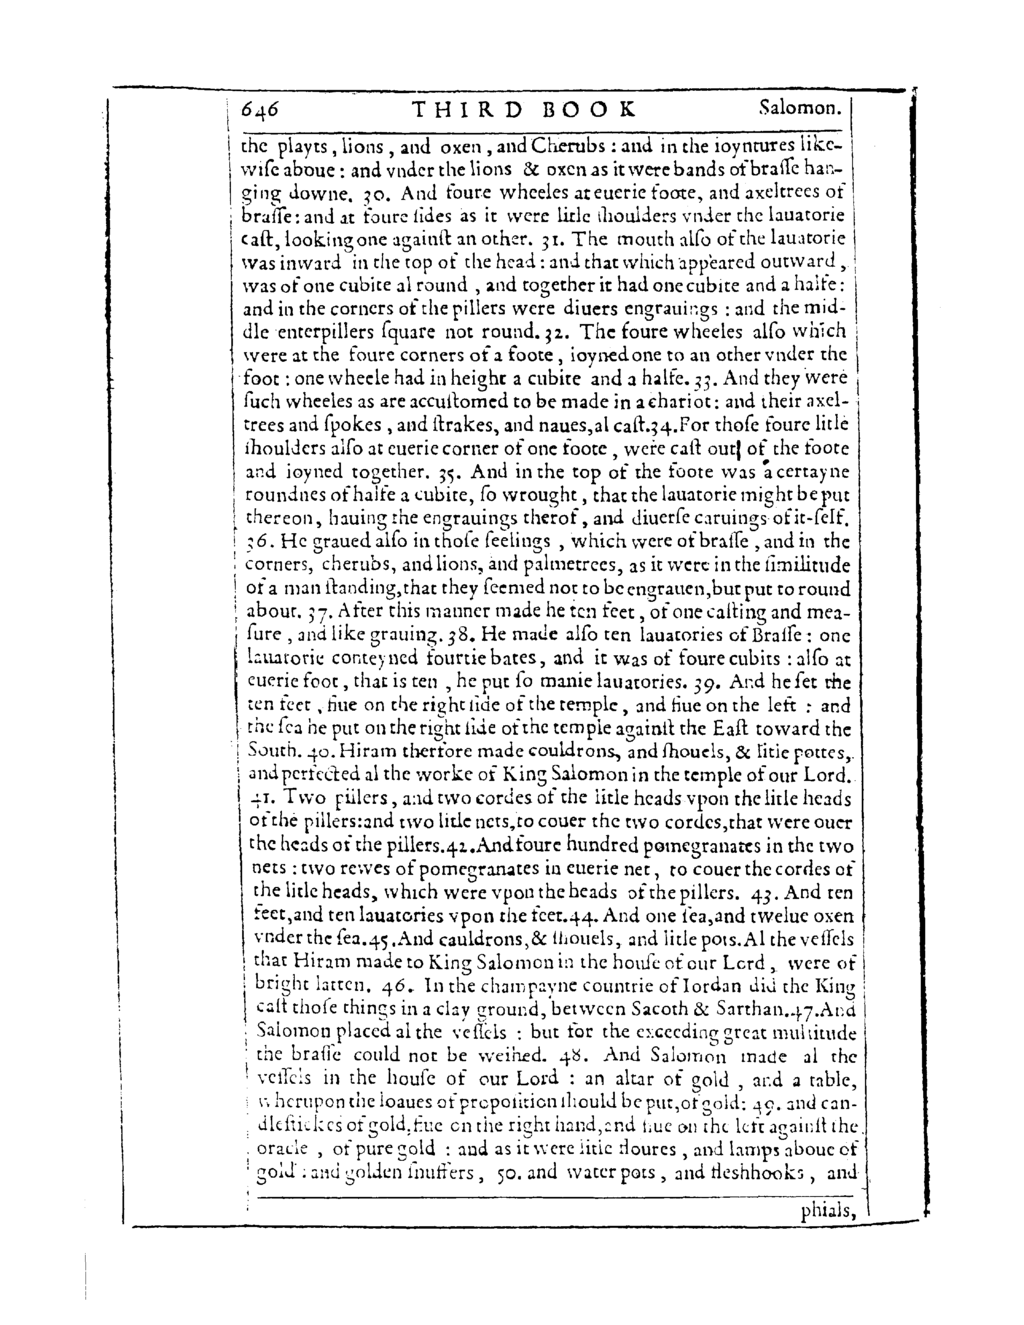 646 THIRD BOOK Salomon.
the playts, lions, and oxen, and Cherubs: and in the ioyntures like-
wiſe aboue: and vnder the lions & oxen as it were bands of braſſe han-
ging downe. 30. And foure wheeles at euerie foote, and axeltrees of
braſſe: and at foure ſides as it were litle ſhoulders vnder the lauatorie
caſt, looking one againſt an other. 31. The mouth alſo of the lauatorie
was inward in the top of the head: and that which appeared outward,
was of one cubite al round, and together it had one cubite and a halfe:
and in the corners of the pillers were diuers engrauings: and the mid-
dle enterpillers ſquare not round. 32. The foure wheeles alſo which
were at the foure corners of a foote, ioyned one to an other vnder the
foot: one wheele had in height a cubite and a halfe. 33. And they were
ſuch wheeles as are accuſtomed to be made in a chariot: and their axel-
trees and ſpokes, and ſtrakes, and naues, al caſt. 34. For thoſe foure litle
ſhoulders alſo at euerie corner of one foote, were caſt out of the foote
and ioyned together. 35. And in the top of the foote was a certayne
roundnes of halfe a cubite, ſo wrought, that the lauatorie might be put
thereon, hauing the engrauings therof, and diuerſe caruings of it-ſelf.
36. He graued alſo in thoſe ſeelings, which were of braſſe, and in the
corners, cherubs, and lions, and palmetrees, as it were in the ſimilitude
of a man ſtanding, that they ſeemed not to be engrauen, but put to round
about. 37. After this manner made he ten feet, of one caſting and mea-
ſure, and like grauing. 38. He made alſo ten lauatories of Braſſe: one
lauatorie conteyned fourtie bates, and it was of foure cubits: alſo at
euerie foot, that is ten, he put ſo manie lauatories. 39. And he ſet the
ten feet, fiue on the right ſide of the temple, and fiue on the left: and
the ſea he put on the right ſide of the temple againſt the Eaſt toward the
South. 40. Hiram therfore made couldrons, and ſhouels, & litle pottes,
and perfected al the worke of King Salomon in the temple of our Lord.
41. Two pillers, and two cordes of the litle heads vpon the litle heads
of the pillers: and two litle nets, to couer the two cordes, that were ouer
the heads of the pillers. 42. And foure hundred pomegranates in the two
nets: two rewes of pomegranates in euerie net, to couer the cordes of
the litle heads, which were vpon the heads of the pillers. 43. And ten
feet, and ten lauatories vpon the feet. 44. And one ſea, and twelue oxen
vnder the ſea. 45. And cauldrons, & ſhouels, and litle pots. Al the veſſels
that Hiram made to King Salomon in the houſe of our Lord, were of
bright latten. 46. In the champayne countrie of Iordan did the King
caſt thoſe things in a clay ground, between Sacoth & Sarthan. 47. And
Salomon placed al the veſſels: but for the exceeding great multitude
the braſſe could not be weihed. 48. And Salomon made al the
veſſels in the houſe of our Lord: an altar of gold, and a table,
wherupon the loaues of propoſition ſhould be put, of gold: 49. and can-
dleſtickes of gold, fiue on the right hand, and fiue on the left againſt the
oracle, of pure gold: and as it were litle floures, and lamps aboue of
gold: and golden ſnuffers, 50. and water pots, and fleshhooks, and
phials,